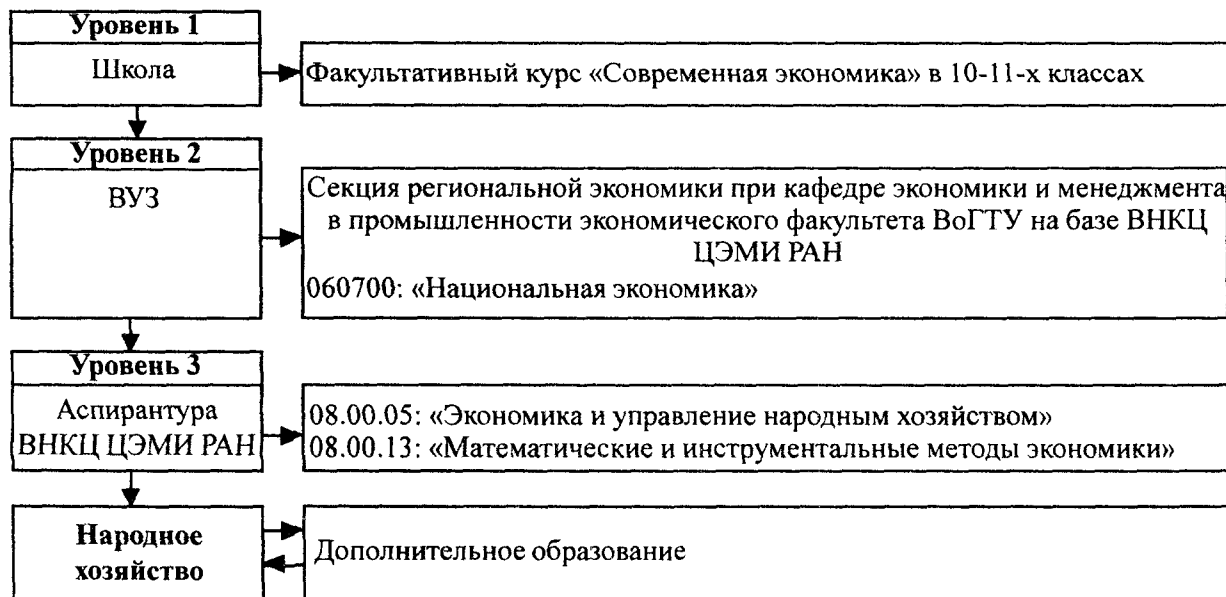 Уровень 1
Школа
Факультативный курс «Современная экономика» в 10-11-х классах
Уровень 2
ВУЗ
Секция региональной экономики при кафедре экономики и менеджмента
в промышленности экономического факультета ВоГТУ на базе ВНКЦ
ЦЭМИ РАН
060700: «Национальная экономика»
Уровень 3
Аспирантура
ВНКЦ ЦЭМИ РАН
08.00.05: «Экономика и управление народным хозяйством»
08.00.13: «Математические и инструментальные методы экономики»
Народное
хозяйство
Дополнительное образование